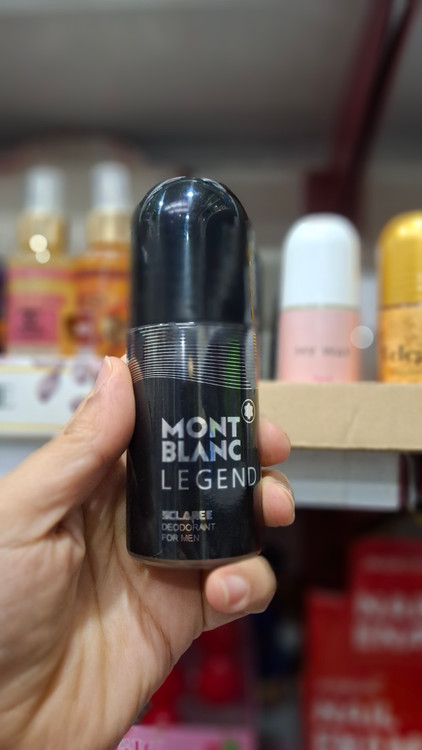 MONT
BLANC
LEGEND
SCLAREE
DEODORANT
FOR MEN